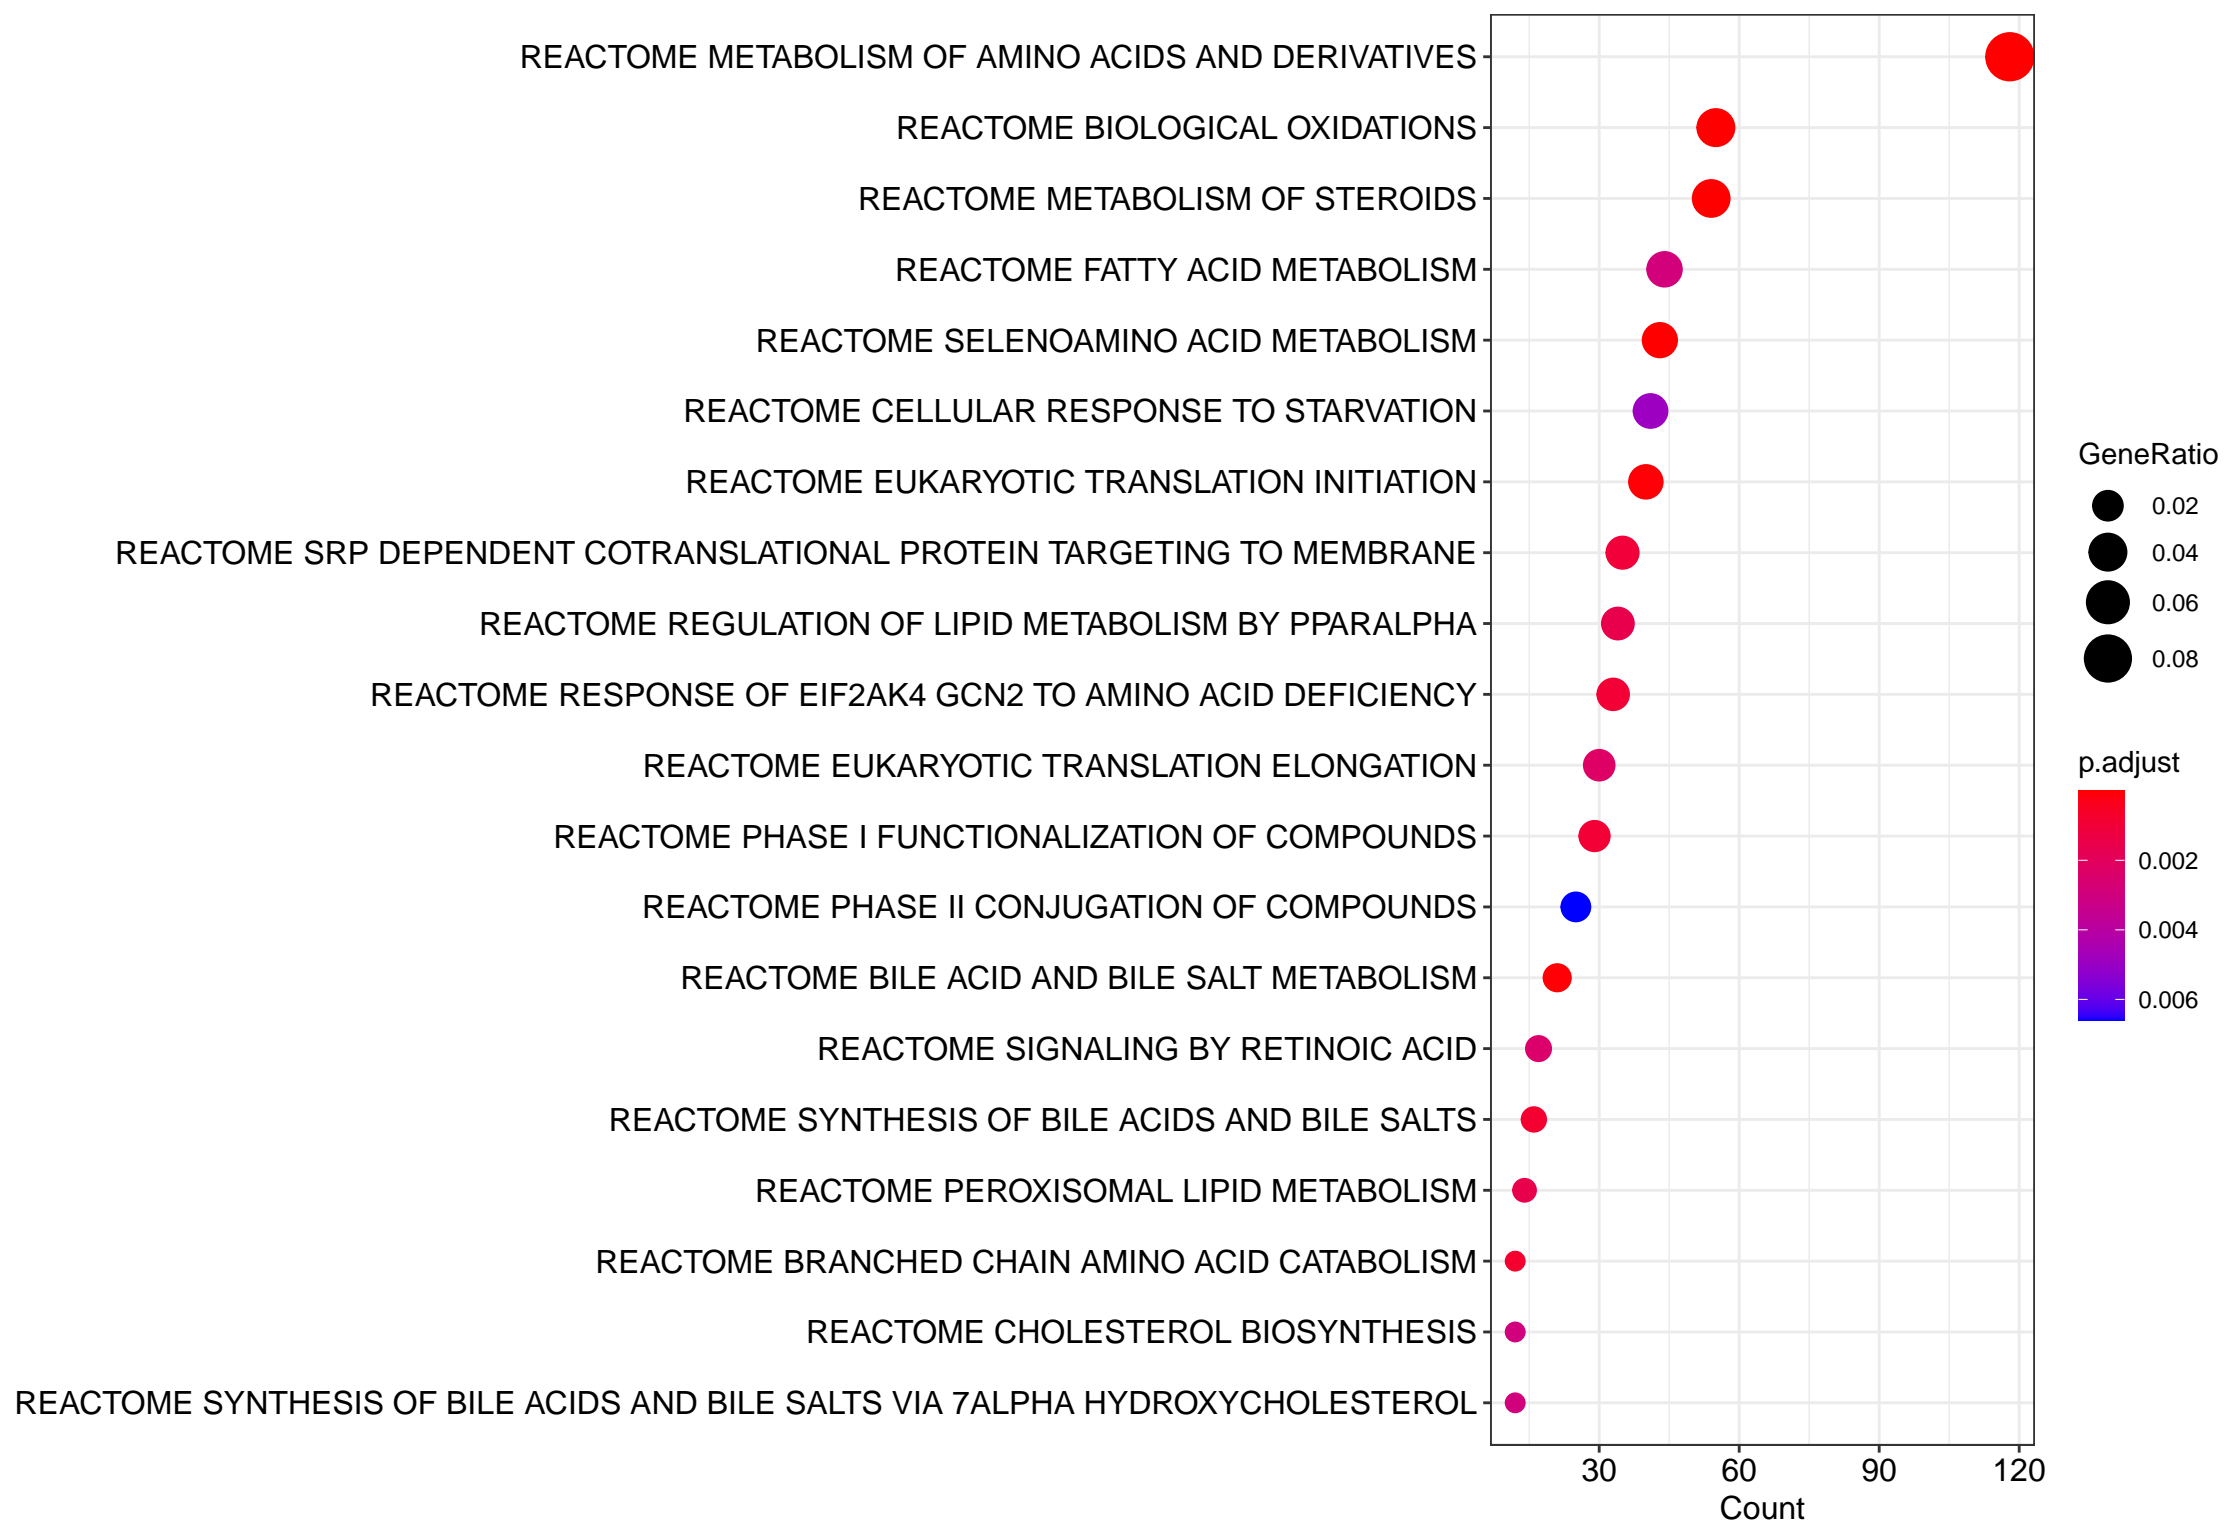 REACTOME METABOLISM OF AMINO ACIDS AND DERIVATIVES
REACTOME BIOLOGICAL OXIDATIONS
REACTOME METABOLISM OF STEROIDS
REACTOME FATTY ACID METABOLISM
REACTOME SELENOAMINO ACID METABOLISM
REACTOME CELLULAR RESPONSE TO STARVATION
REACTOME EUKARYOTIC TRANSLATION INITIATION
REACTOME SRP DEPENDENT COTRANSLATIONAL PROTEIN TARGETING TO MEMBRANE
REACTOME REGULATION OF LIPID METABOLISM BY PPARALPHA
REACTOME RESPONSE OF EIF2AK4 GCN2 TO AMINO ACID DEFICIENCY
REACTOME EUKARYOTIC TRANSLATION ELONGATION
REACTOME PHASE I FUNCTIONALIZATION OF COMPOUNDS
REACTOME PHASE II CONJUGATION OF COMPOUNDS
REACTOME BILE ACID AND BILE SALT METABOLISM
REACTOME SIGNALING BY RETINOIC ACID
REACTOME SYNTHESIS OF BILE ACIDS AND BILE SALTS
REACTOME PEROXISOMAL LIPID METABOLISM
REACTOME BRANCHED CHAIN AMINO ACID CATABOLISM
REACTOME CHOLESTEROL BIOSYNTHESIS
REACTOME SYNTHESIS OF BILE ACIDS AND BILE SALTS VIA 7ALPHA HYDROXYCHOLESTEROL
30 60 90 120
Count
GeneRatio
0.02
0.04
0.06
0.08
p.adjust
0.002
0.004
0.006